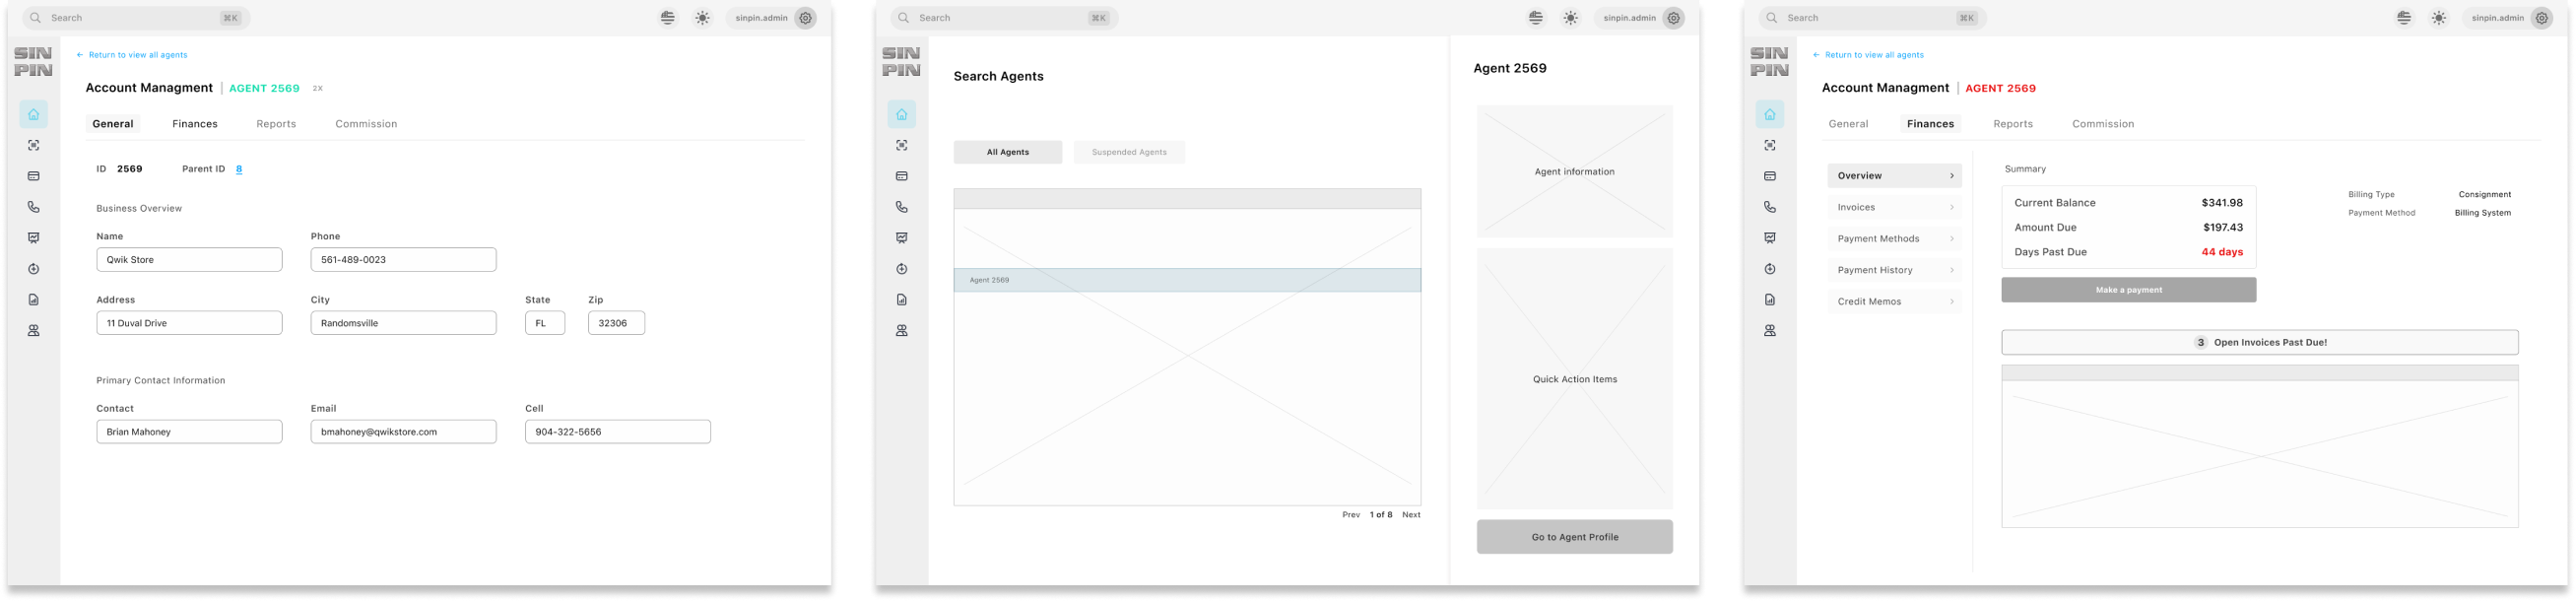 Search ⌘K sinpin.admin
SIN
PIN
← Return to view all agents
Account Managment | AGENT 2569 2X
General Finances Reports Commission
ID 2569 Parent ID 8
Business Overview
Name Phone
Qwik Store 561-489-0023
Address City State Zip
11 Duval Drive Randomsville FL 32306
Primary Contact Information
Contact Email Cell
Brian Mahoney bmahoney@qwikstore.com 904-322-5656
Search ⌘K sinpin.admin
SIN
PIN
Search Agents
All Agents Suspended Agents
Agent 2569
Prev 1 of 8 Next
Agent 2569
Agent information
Quick Action Items
Go to Agent Profile
Search ⌘K sinpin.admin
SIN
PIN
← Return to view all agents
Account Managment | AGENT 2569
General Finances Reports Commission
Overview
Invoices
Payment Methods
Payment History
Credit Memos
Summary
Current Balance $341.98
Amount Due $197.43
Days Past Due 44 days
Make a payment
Billing Type Consignment
Payment Method Billing System
3 Open Invoices Past Due!